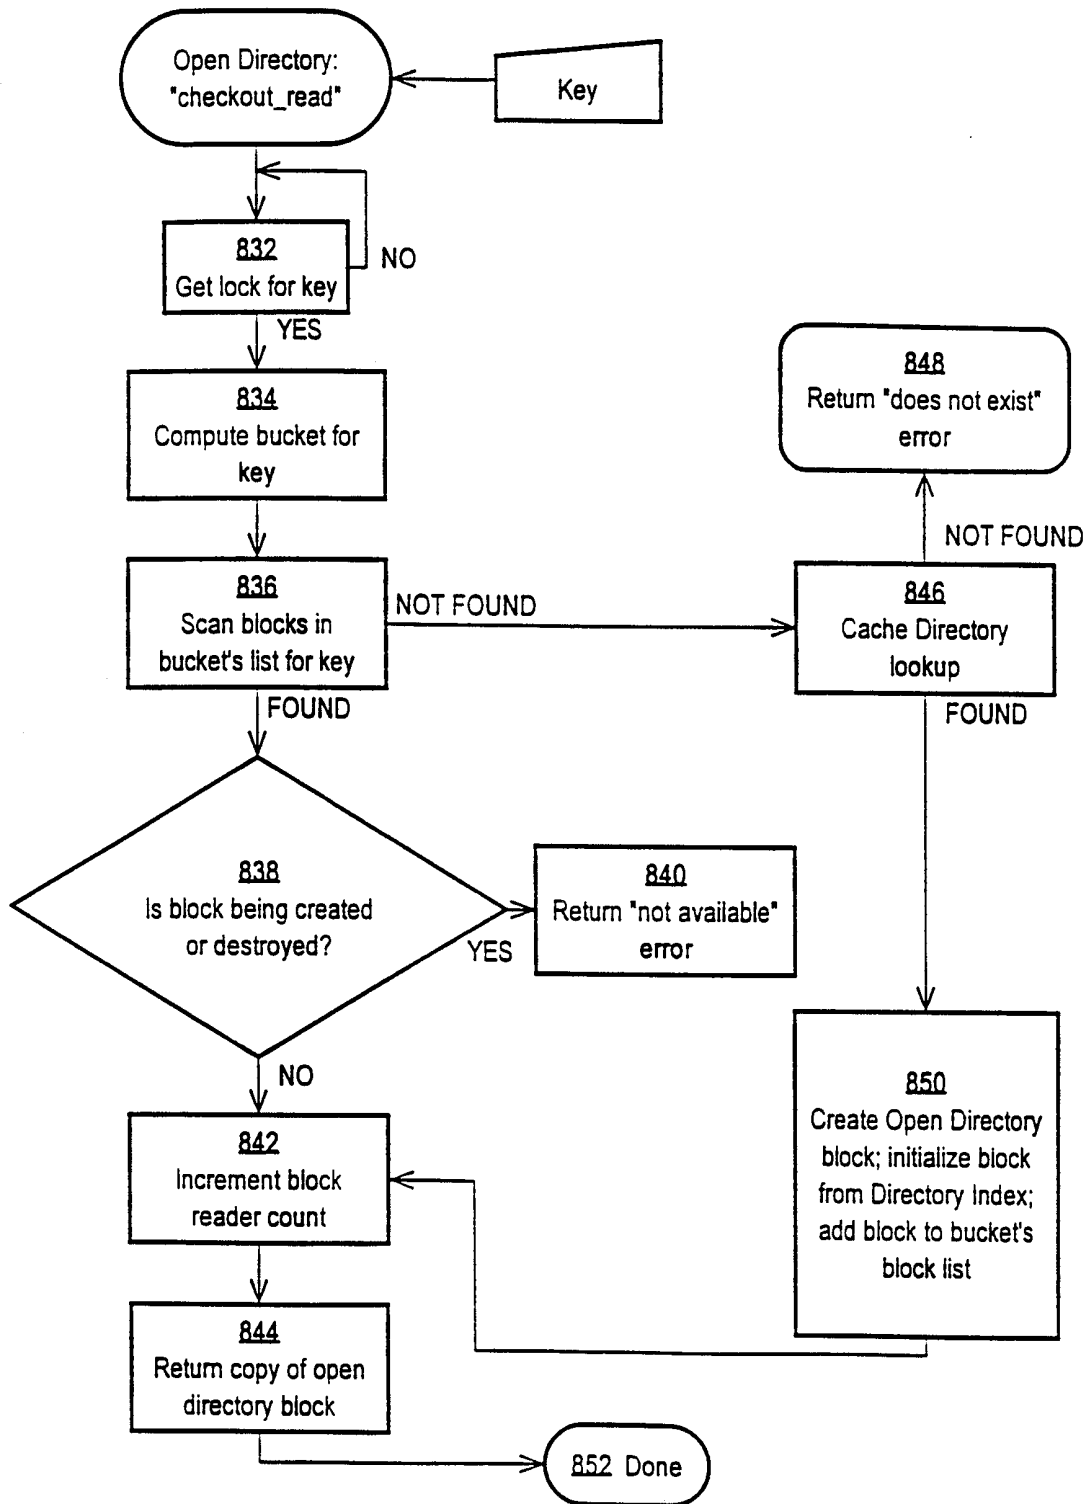 Open Directory:
"checkout_read"
Key
832
Get lock for key
NO
YES
834
Compute bucket for
key
836
Scan blocks in
bucket's list for key
NOT FOUND
FOUND
848
Return "does not exist"
error
NOT FOUND
846
Cache Directory
lookup
FOUND
838
Is block being created
or destroyed?
YES
840
Return "not available"
error
NO
842
Increment block
reader count
850
Create Open Directory
block; initialize block
from Directory Index;
add block to bucket's
block list
844
Return copy of open
directory block
852 Done